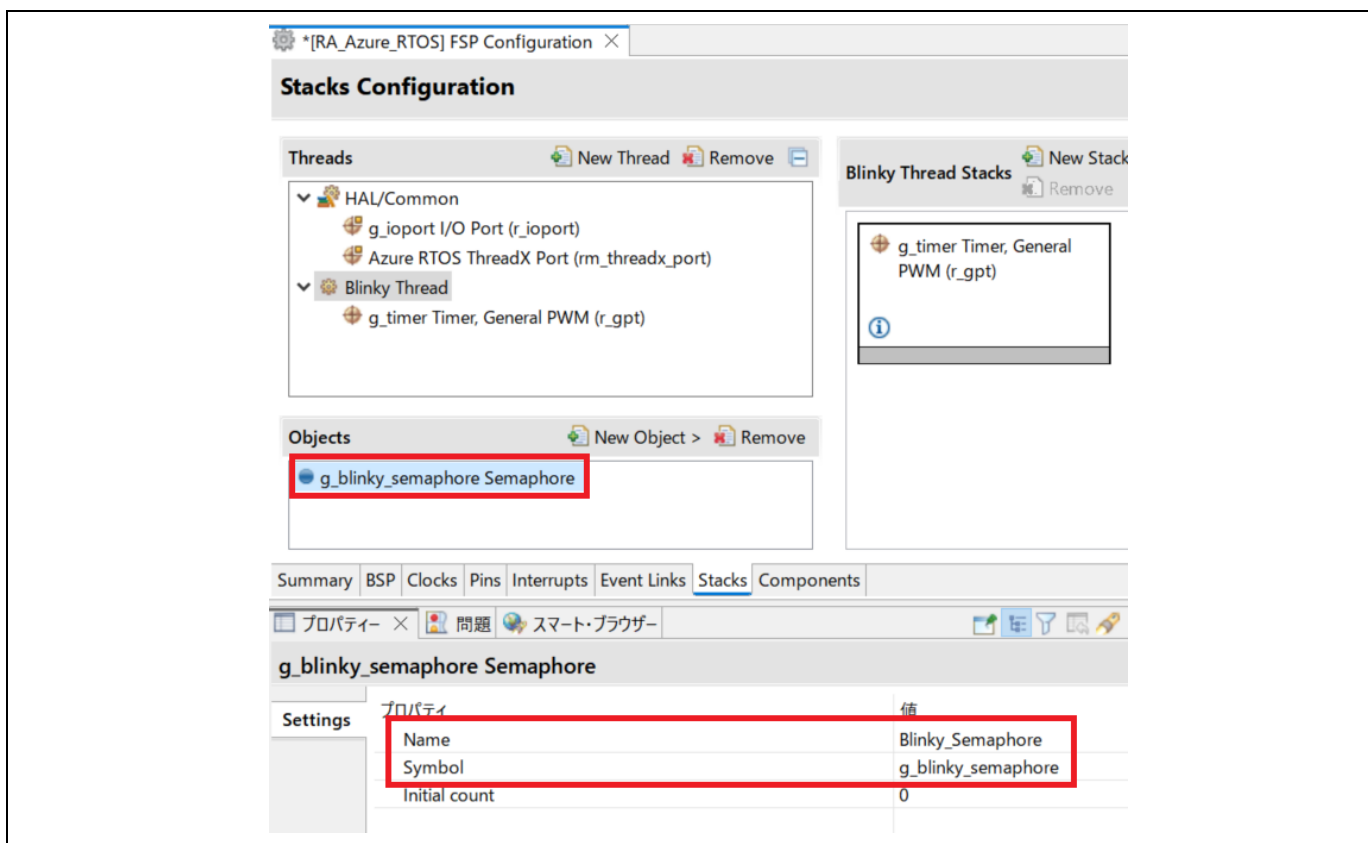 *[RA_Azure_RTOS] FSP Configuration
Stacks Configuration
Threads
New Thread
Remove
HAL/Common
g_ioport I/O Port (r_ioport)
Azure RTOS ThreadX Port (rm_threadx_port)
Blinky Thread
g_timer Timer, General PWM (r_gpt)
Blinky Thread Stacks
New Stack
Remove
g_timer Timer, General
PWM (r_gpt)
Objects
New Object >
Remove
g_blinky_semaphore Semaphore
Summary BSP Clocks Pins Interrupts Event Links Stacks Components
プロパティー 問題 スマート・ブラウザー
g_blinky_semaphore Semaphore
Settings
プロパティ 値
Name Blinky_Semaphore
Symbol g_blinky_semaphore
Initial count 0